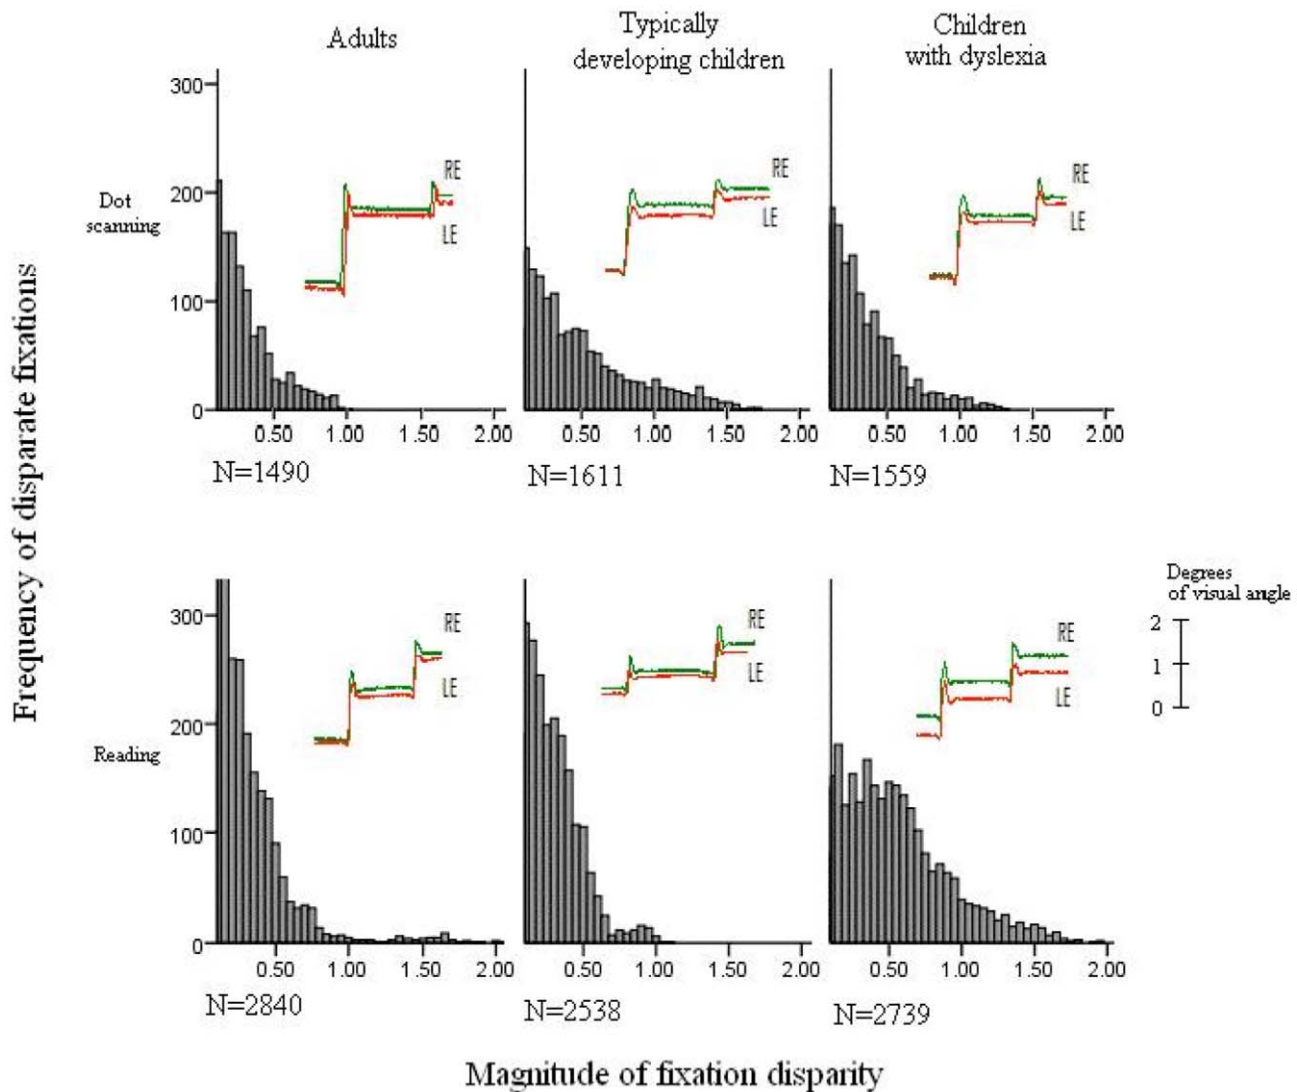 Adults
Typically
developing children
Children
with dyslexia
Frequency of disparate fixations
Dot
scanning
300
200
100
0
RE
LE
0.50 1.00 1.50 2.00
N=1490
RE
LE
0.50 1.00 1.50 2.00
N=1611
RE
LE
0.50 1.00 1.50 2.00
N=1559
Reading
300
200
100
0
RE
LE
0.50 1.00 1.50 2.00
N=2840
RE
LE
0.50 1.00 1.50 2.00
N=2538
RE
LE
0.50 1.00 1.50 2.00
N=2739
Degrees
of visual angle
2
1
0
Magnitude of fixation disparity